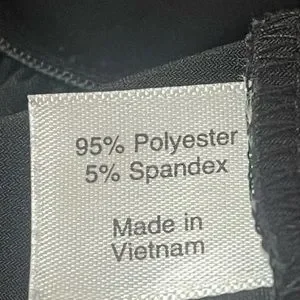 95% Polyester
5% Spandex
Made in
Vietnam